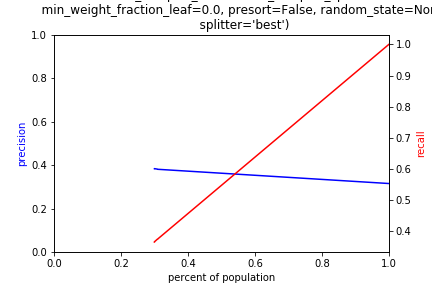 min_weight_fraction_leaf=0.0, presort=False,
splitter='best')
1.0
0.8
0.6
0.4
0.2
0.0
precision
1.0
0.9
0.8
0.7
0.6
0.5
0.4
recall
0.0 0.2 0.4 0.6 0.8 1.0
percent of population